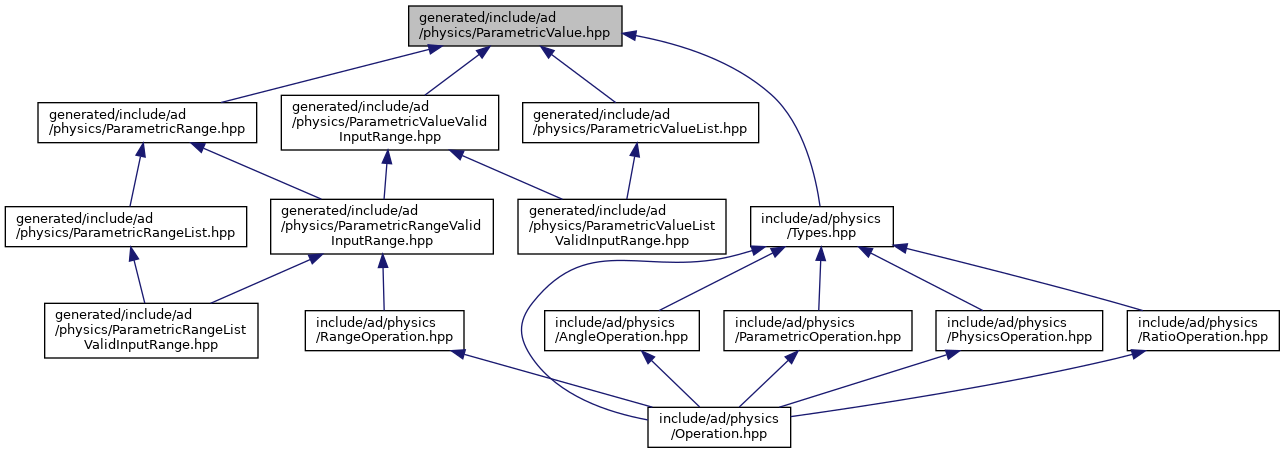 generated/include/ad
/physics/ParametricValue.hpp
generated/include/ad
/physics/ParametricRange.hpp
generated/include/ad
/physics/ParametricValueValid
InputRange.hpp
generated/include/ad
/physics/ParametricValueList.hpp
generated/include/ad
/physics/ParametricRangeList.hpp
generated/include/ad
/physics/ParametricRangeValid
InputRange.hpp
generated/include/ad
/physics/ParametricValueList
ValidInputRange.hpp
include/ad/physics
/Types.hpp
generated/include/ad
/physics/ParametricRangeList
ValidInputRange.hpp
include/ad/physics
/RangeOperation.hpp
include/ad/physics
/AngleOperation.hpp
include/ad/physics
/ParametricOperation.hpp
include/ad/physics
/PhysicsOperation.hpp
include/ad/physics
/RatioOperation.hpp
include/ad/physics
/Operation.hpp